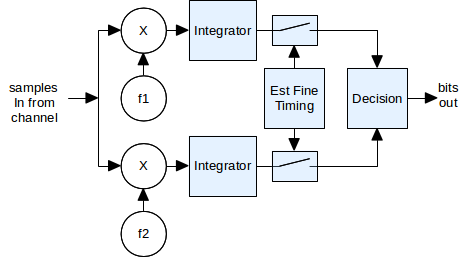 X
Integrator
f1
samples
In from
channel
Est Fine
Timing
Decision
bits
out
X
Integrator
f2